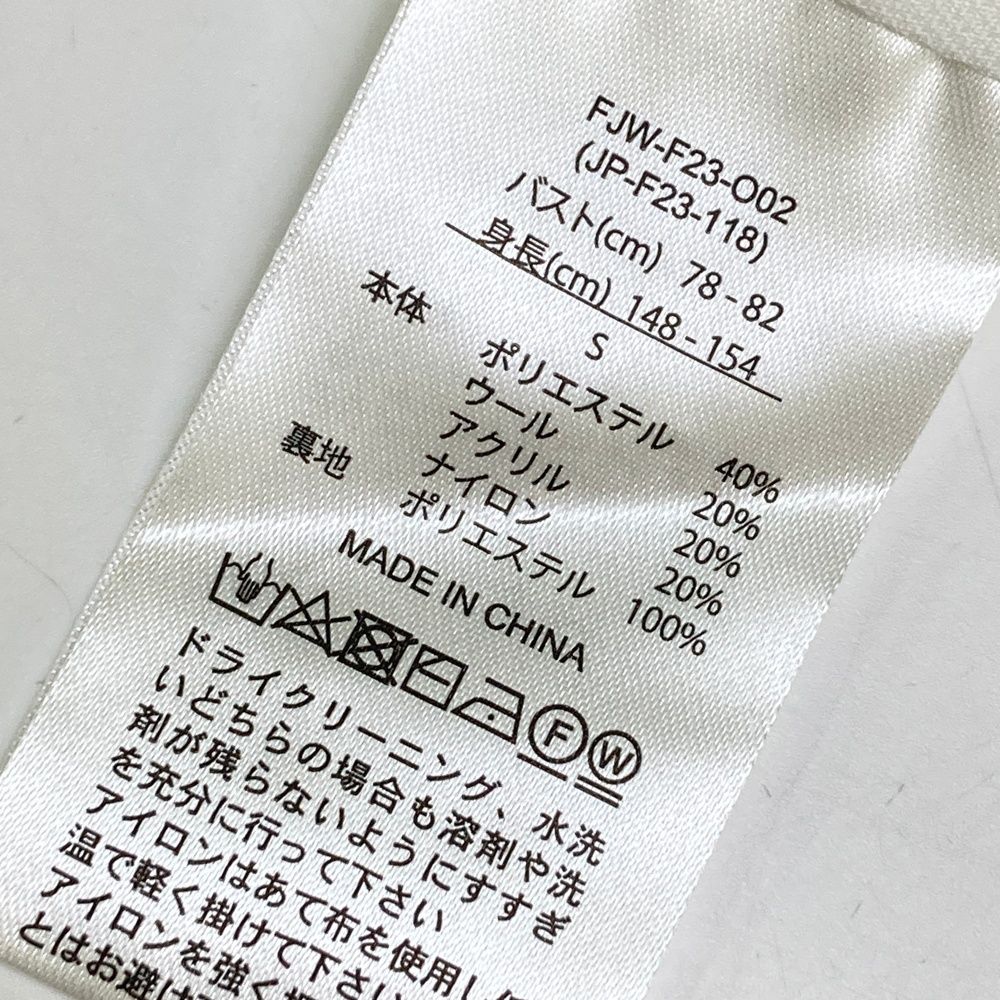 FJW-F23-O02
(JP-F23-118)
バスト(cm) 78 - 82
身長(cm) 148 - 154
S
本体 ポリエステル 40%
ウール 20%
アクリル 20%
ナイロン 20%
裏地 ポリエステル 100%
MADE IN CHINA
F W
ドライクリーニング、水洗
いどちらの場合も溶剤や洗
剤が残らないようにすすぎ
を充分に行って下さい
アイロンはあて布を使用し
温で軽く掛けて下さい
アイロンを強く
とはお避け